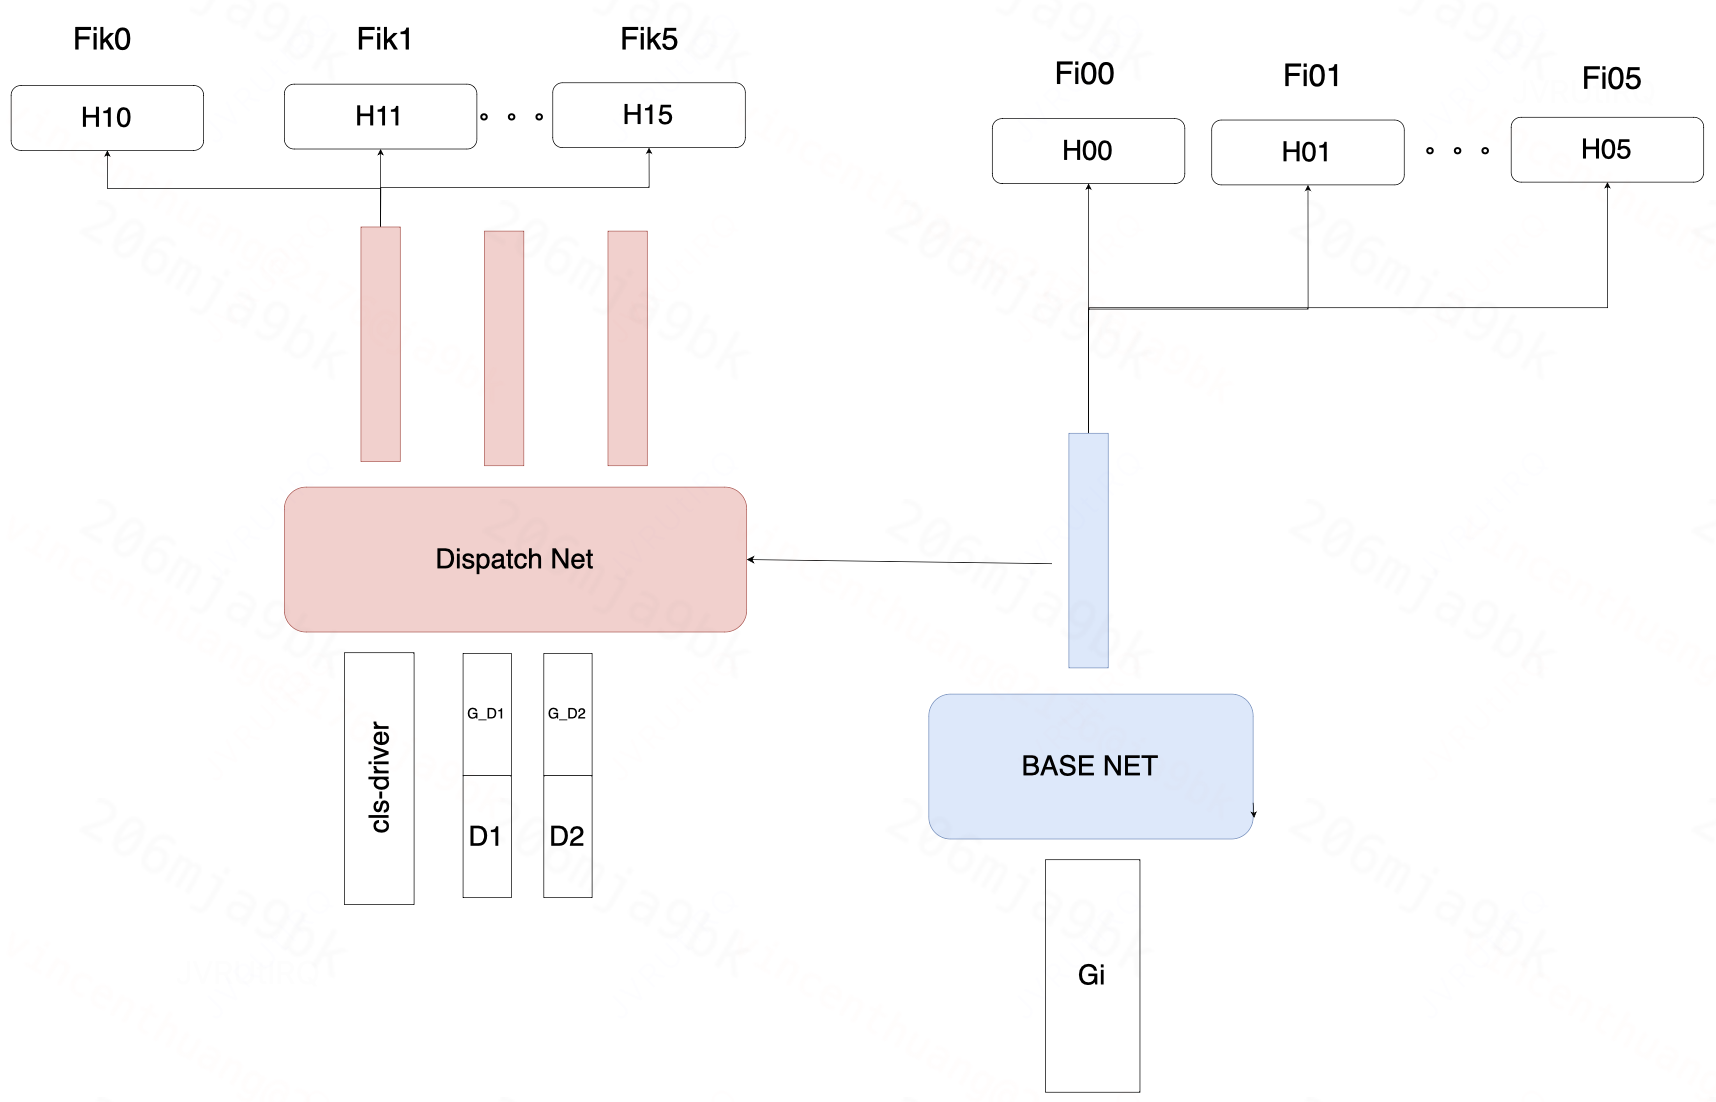 Fik0
Fik1
Fik5
Fi00
Fi01
Fi05
H10
H11
H15
H00
H01
H05
Dispatch Net
G_D1
G_D2
cls-driver
D1
D2
BASE NET
Gi
206mja9bk